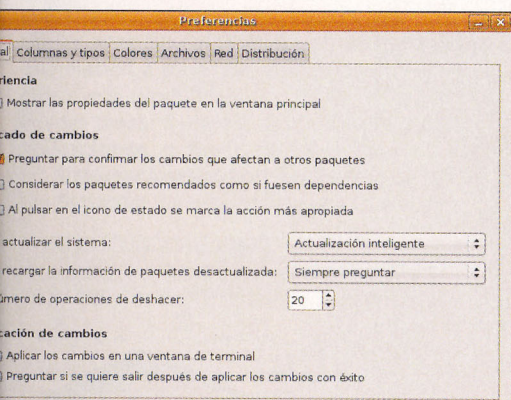 Preferencias
al Columnas y tipos Colores Archivos Red Distribución
riencia
Mostrar las propiedades del paquete en la ventana principal
cado de cambios
Preguntar para confirmar los cambios que afectan a otros paquetes
Considerar los paquetes recomendados como si fuesen dependencias
Al pulsar en el icono de estado se marca la acción más apropiada
actualizar el sistema: Actualización inteligente
recargar la información de paquetes desactualizada: Siempre preguntar
úmero de operaciones de deshacer: 20
cación de cambios
Aplicar los cambios en una ventana de terminal
Preguntar si se quiere salir después de aplicar los cambios con éxito